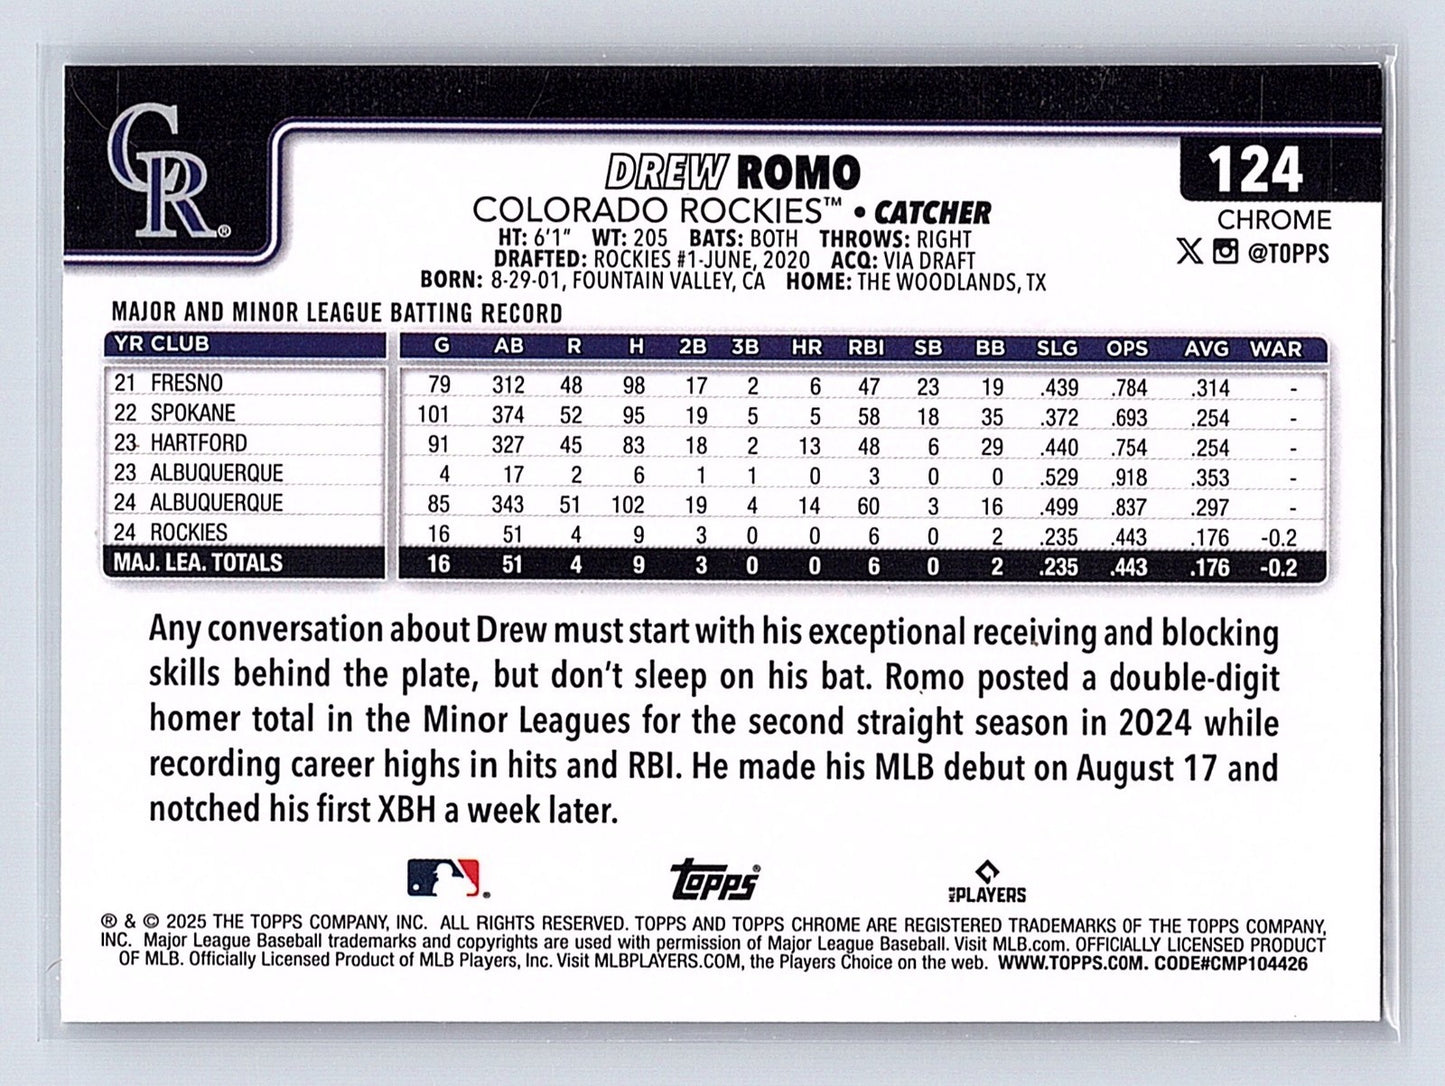 CR®
DREW ROMO
124
COLORADO ROCKIES™ • CATCHER
CHROME
HT: 6'1" WT: 205 BATS: BOTH THROWS: RIGHT
DRAFTED: ROCKIES #1-JUNE, 2020 ACQ: VIA DRAFT
@TOPPS
BORN: 8-29-01, FOUNTAIN VALLEY, CA HOME: THE WOODLANDS, TX
MAJOR AND MINOR LEAGUE BATTING RECORD
YR CLUB G AB R H 2B 3B HR RBI SB BB SLG OPS AVG WAR
21 FRESNO 79 312 48 98 17 2 6 47 23 19 .439 .784 .314 -
22 SPOKANE 101 374 52 95 19 5 5 58 18 35 .372 .693 .254 -
23 HARTFORD 91 327 45 83 18 2 13 48 6 29 .440 .754 .254 -
23 ALBUQUERQUE 4 17 2 6 1 1 0 3 0 0 .529 .918 .353 -
24 ALBUQUERQUE 85 343 51 102 19 4 14 60 3 16 .499 .837 .297 -
24 ROCKIES 16 51 4 9 3 0 0 6 0 2 .235 .443 .176 -0.2
MAJ. LEA. TOTALS 16 51 4 9 3 0 0 6 0 2 .235 .443 .176 -0.2
Any conversation about Drew must start with his exceptional receiving and blocking
skills behind the plate, but don't sleep on his bat. Romo posted a double-digit
homer total in the Minor Leagues for the second straight season in 2024 while
recording career highs in hits and RBI. He made his MLB debut on August 17 and
notched his first XBH a week later.
topps® MLB PLAYERS
® & © 2025 THE TOPPS COMPANY, INC. ALL RIGHTS RESERVED. TOPPS AND TOPPS CHROME ARE REGISTERED TRADEMARKS OF THE TOPPS COMPANY,
INC. Major League Baseball trademarks and copyrights are used with permission of Major League Baseball. Visit MLB.com. OFFICIALLY LICENSED PRODUCT
OF MLB. Officially Licensed Product of MLB Players, Inc. Visit MLBPLAYERS.COM, the Players Choice on the web. WWW.TOPPS.COM. CODE#CMP104426